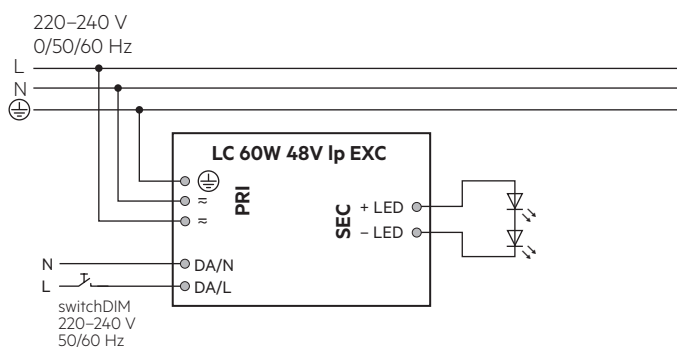 220–240 V
0/50/60 Hz
L
N
LC 60W 48V lp EXC
PRI
≂
≂
SEC
+ LED
– LED
N
DA/N
L
DA/L
switchDIM
220–240 V
50/60 Hz